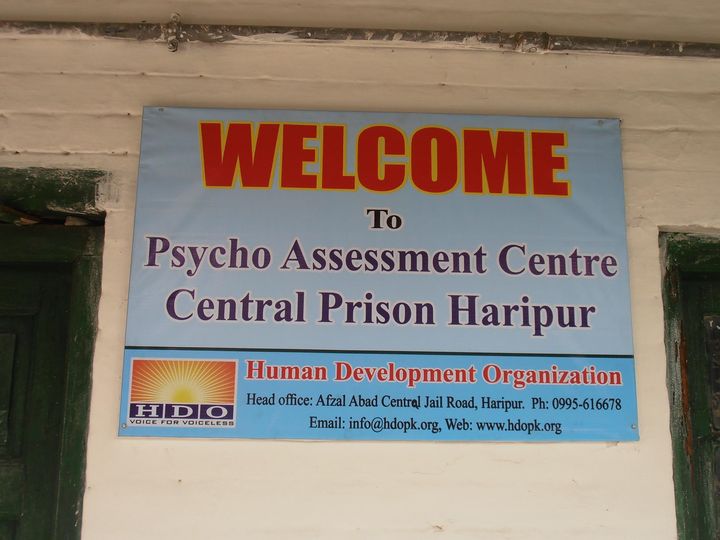 WELCOME
To
Psycho Assessment Centre
Central Prison Haripur
HDO
VOICE FOR VOICELESS
Human Development Organization
Head office: Afzal Abad Central Jail Road, Haripur. Ph: 0995-616678
Email: info@hdopk.org, Web: www.hdopk.org